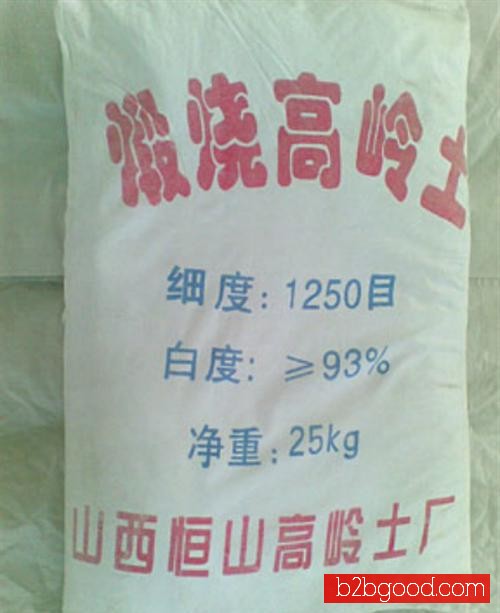 煅烧高岭土
细度：1250目
白度：≥93%
净重：25kg
山西恒山高岭土厂
b2bgood.com